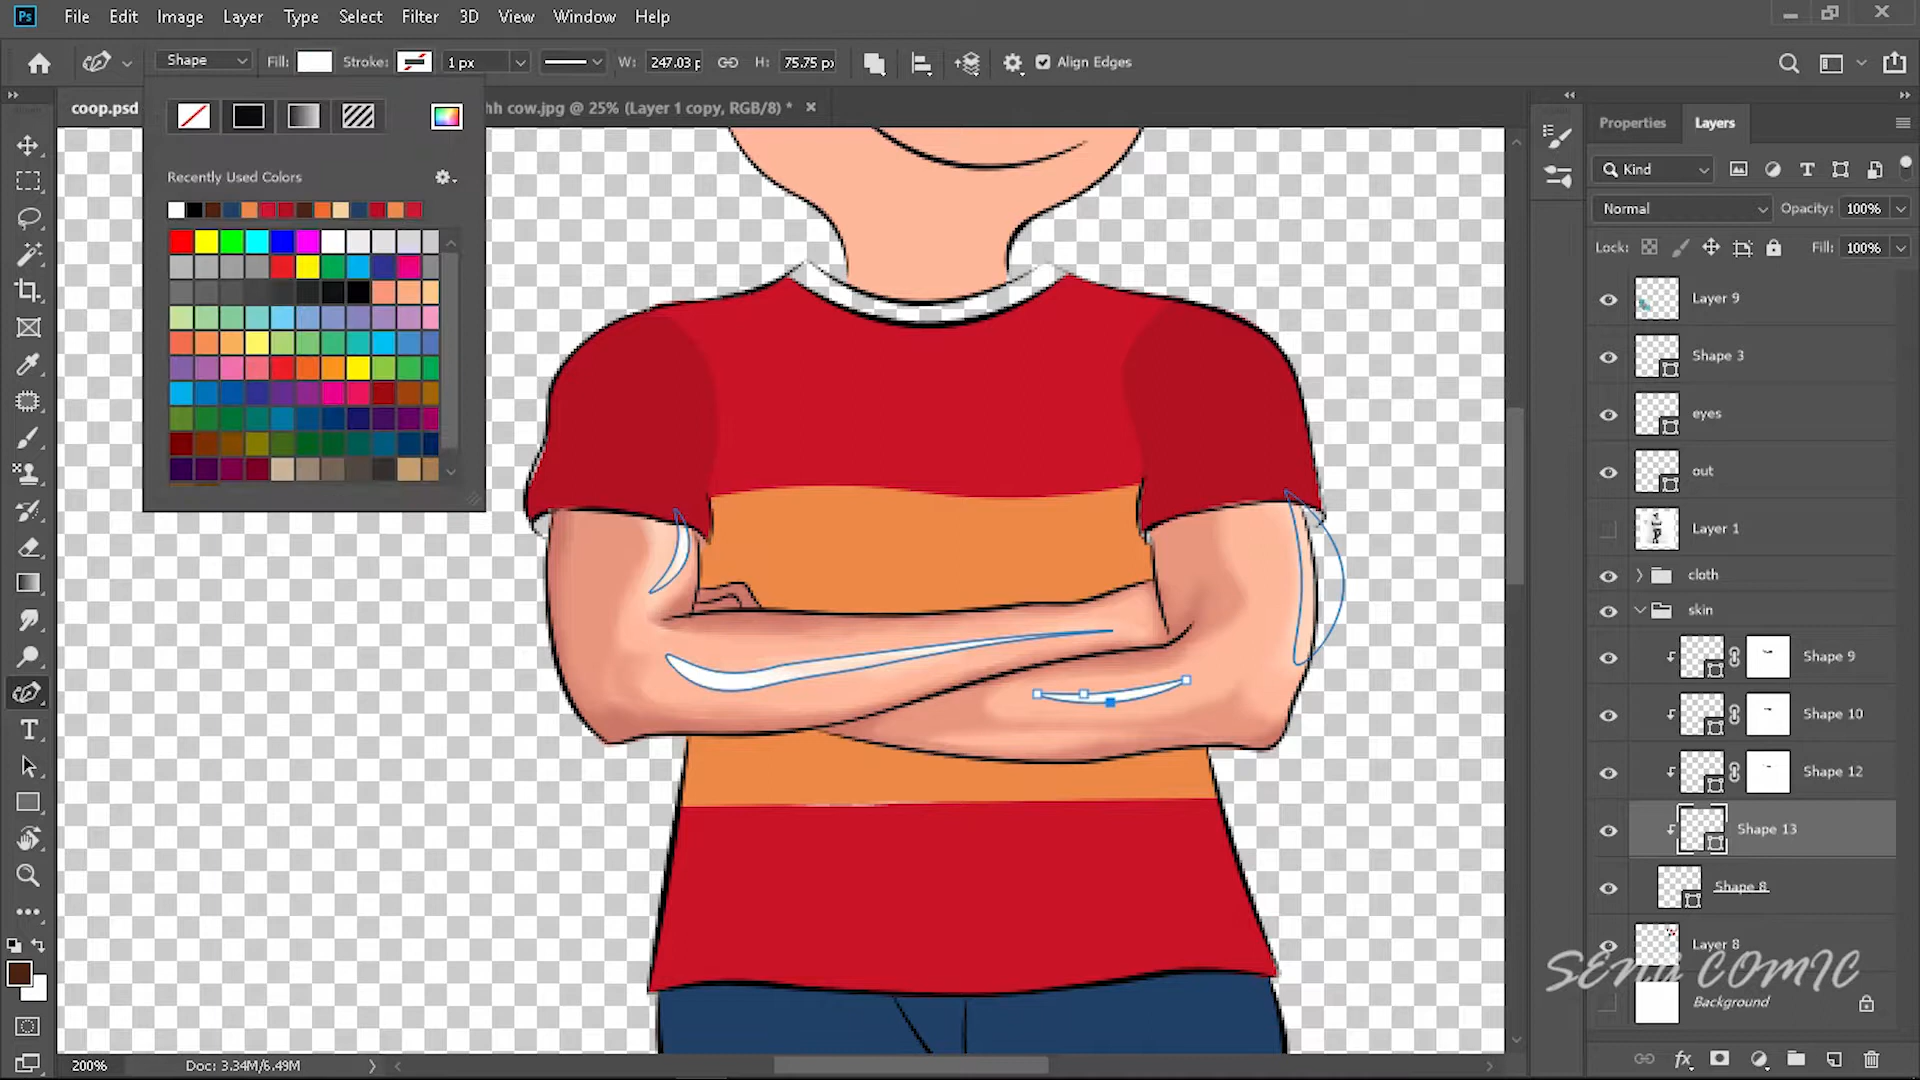 Ps File Edit Image Layer Type Select Filter 3D View Window Help
Shape Fill: Stroke: 1 px W: 247.03 p H: 75.75 px Align Edges
coop.psd hh cow.jpg @ 25% (Layer 1 copy, RGB/8) *
Recently Used Colors
Properties Layers
Kind
Normal Opacity: 100%
Lock: Fill: 100%
Layer 9
Shape 3
eyes
out
Layer 1
cloth
skin
Shape 9
Shape 10
Shape 12
Shape 13
Shape 8
Layer 8
SENA COMIC
Background
200% Doc: 3.34M/6.49M